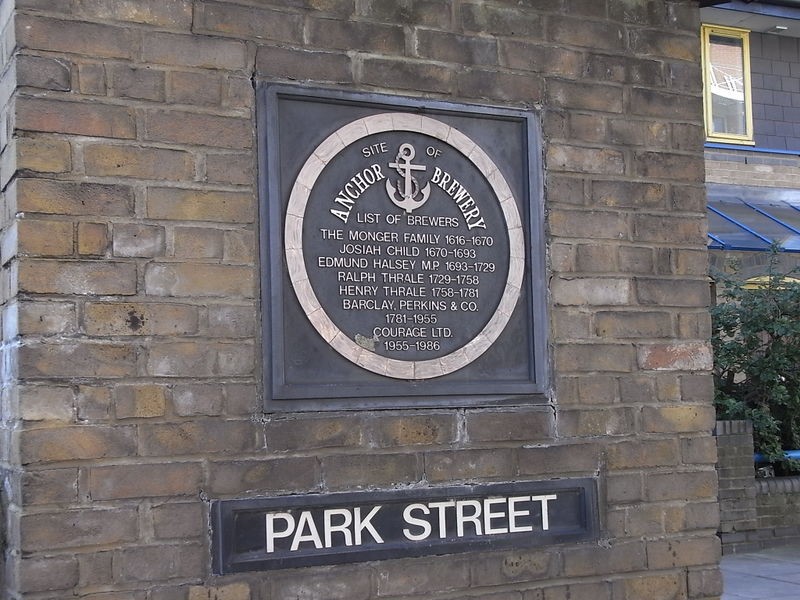 SITE OF
ANCHOR BREWERY
LIST OF BREWERS
THE MONGER FAMILY 1616-1670
JOSIAH CHILD 1670-1693
EDMUND HALSEY M.P. 1693-1729
RALPH THRALE 1729-1758
HENRY THRALE 1758-1781
BARCLAY, PERKINS & CO.
1781-1955
COURAGE LTD.
1955-1986
PARK STREET